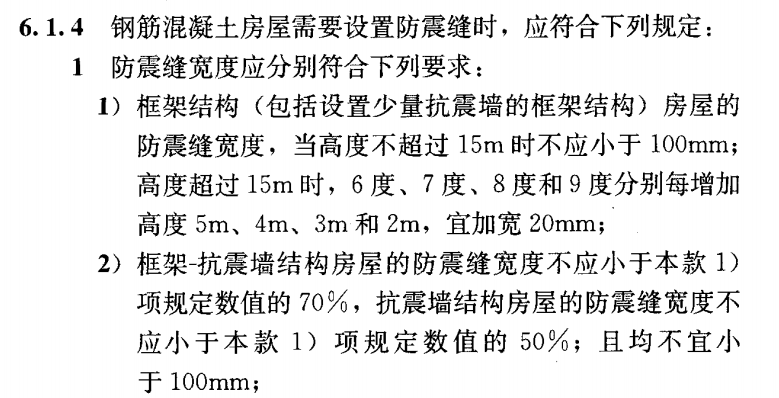 6.1.4 钢筋混凝土房屋需要设置防震缝时，应符合下列规定：
1 防震缝宽度应分别符合下列要求：
1）框架结构（包括设置少量抗震墙的框架结构）房屋的
防震缝宽度，当高度不超过 15m 时不应小于 100mm；
高度超过 15m 时，6 度、7 度、8 度和 9 度分别每增加
高度 5m、4m、3m 和 2m，宜加宽 20mm；
2）框架-抗震墙结构房屋的防震缝宽度不应小于本款 1）
项规定数值的 70%，抗震墙结构房屋的防震缝宽度不
应小于本款 1）项规定数值的 50%；且均不宜小
于 100mm；